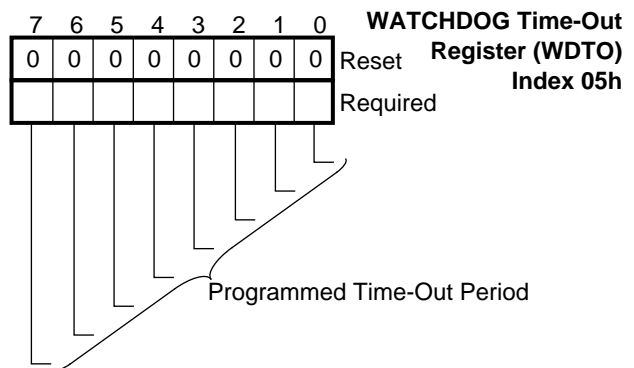 7 6 5 4 3 2 1 0
WATCHDOG Time-Out
Register (WDTO)
Index 05h
0 0 0 0 0 0 0 0 Reset
Required
Programmed Time-Out Period